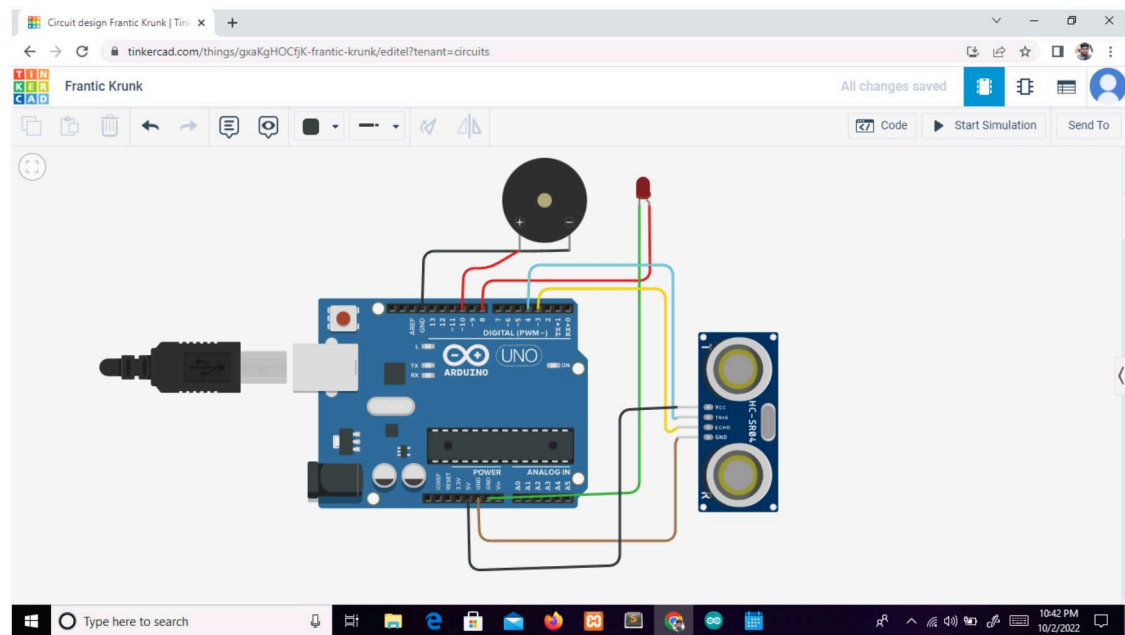 Circuit design Frantic Krunk | Tin
tinkercad.com/things/gxaKgHOCfjK-frantic-krunk/editel?tenant=circuits
TIN
KER
CAD
Frantic Krunk
All changes saved
Code
Start Simulation
Send To
AREF
GND
13
12
~11
~10
~9
8
7
~6
~5
4
~3
2
TX→1
RX←0
DIGITAL (PWM~)
L
TX
RX
ARDUINO
UNO
ON
POWER
ANALOG IN
IOREF
RESET
3.3V
5V
GND
GND
Vin
A0
A1
A2
A3
A4
A5
T
VCC
TRIG
ECHO
GND
HC-SR04
R
Type here to search
10:42 PM
10/2/2022